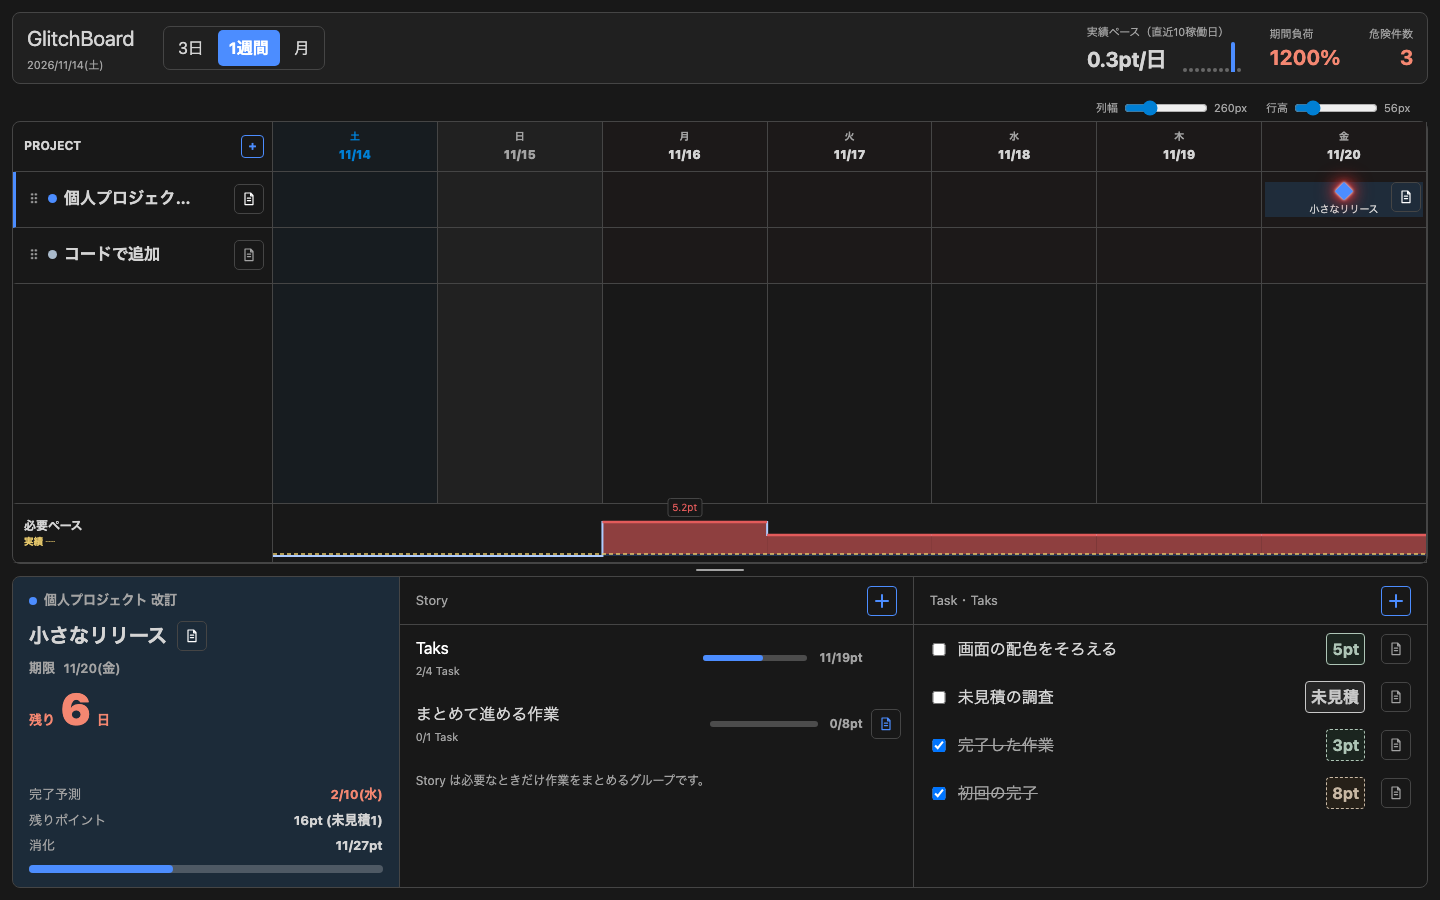 GlitchBoard
2026/11/14(土)
3日 1週間 月
実績ペース（直近10稼働日）
0.3pt/日
期間負荷
1200%
危険件数
3
列幅 260px 行高 56px
PROJECT +
土
11/14
日
11/15
月
11/16
火
11/17
水
11/18
木
11/19
金
11/20
個人プロジェク...
小さなリリース
コードで追加
必要ペース
実績
5.2pt
個人プロジェクト 改訂
小さなリリース
期限 11/20(金)
残り 6 日
完了予測 2/10(水)
残りポイント 16pt (未見積1)
消化 11/27pt
Story
Taks
2/4 Task
11/19pt
まとめて進める作業
0/1 Task
0/8pt
Story は必要なときだけ作業をまとめるグループです。
Task・Taks
画面の配色をそろえる 5pt
未見積の調査 未見積
完了した作業 3pt
初回の完了 8pt